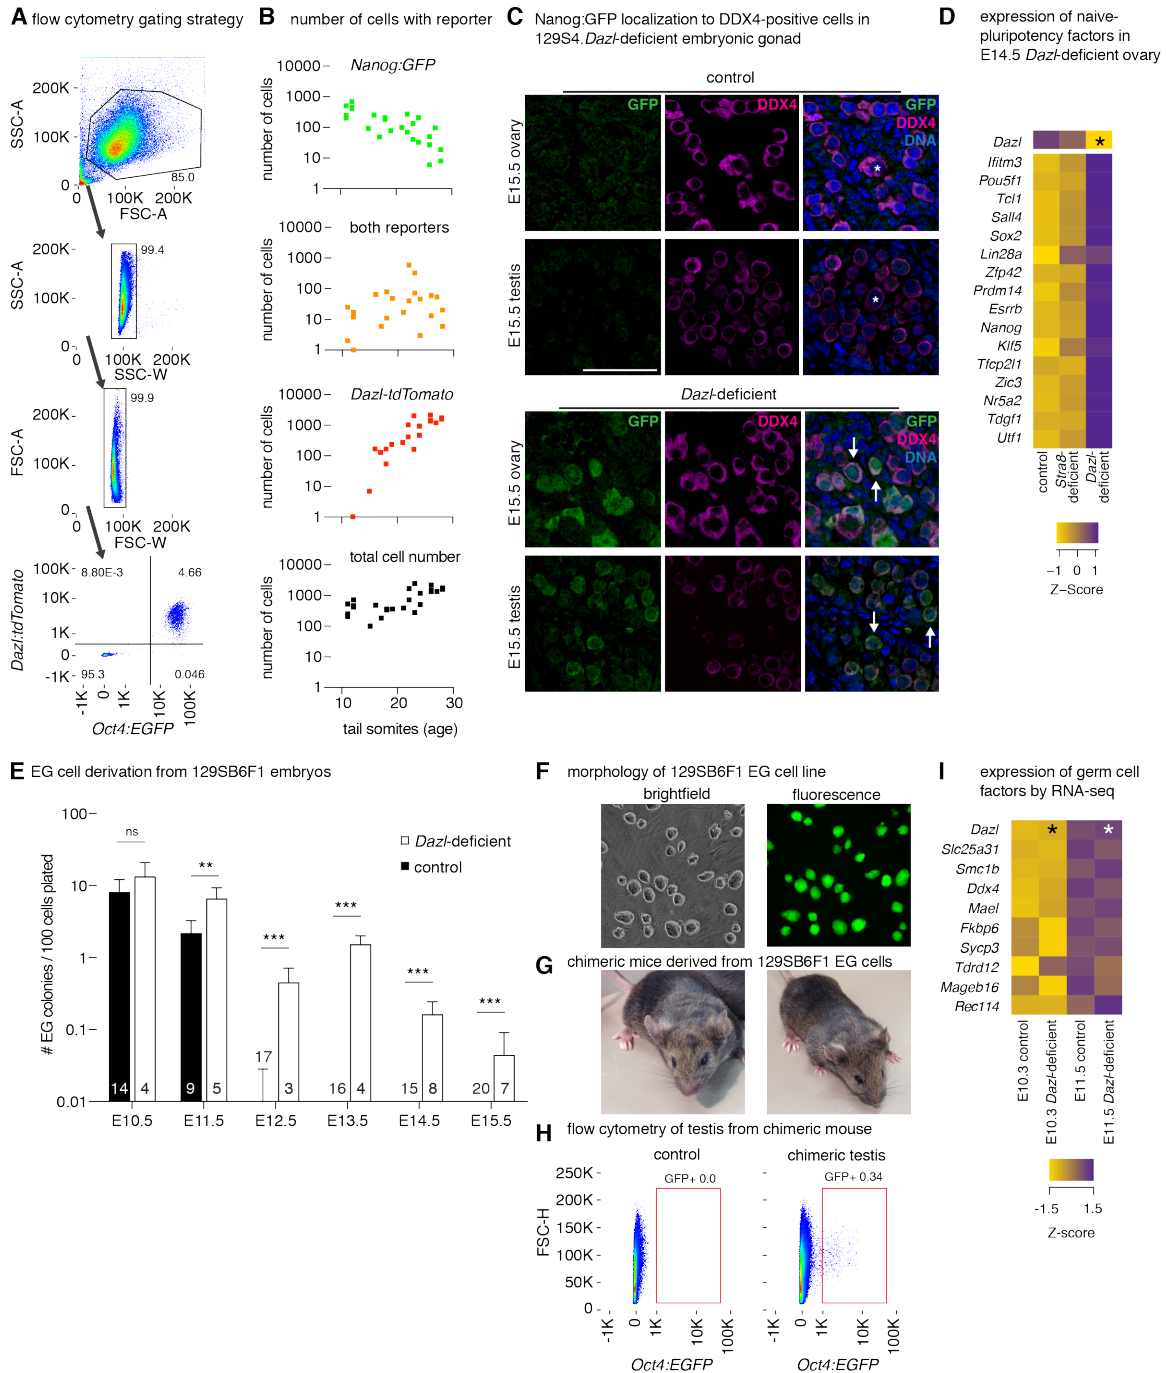 A flow cytometry gating strategy
SSC-A
200K
100K
0
85.0
0 100K 200K
FSC-A
SSC-A
200K
100K
0
99.4
0 100K 200K
SSC-W
FSC-A
200K
100K
0
99.9
0 100K 200K
FSC-W
Dazl:tdTomato
100K
10K
1K
0
-1K
8.80E-3 4.66
95.3 0.046
-1K 0 1K 10K 100K
Oct4:EGFP
B number of cells with reporter
Nanog:GFP
number of cells
10000
1000
100
10
1
both reporters
number of cells
10000
1000
100
10
1
Dazl-tdTomato
number of cells
10000
1000
100
10
1
total cell number
number of cells
10000
1000
100
10
1
10 20 30
tail somites (age)
C Nanog:GFP localization to DDX4-positive cells in
129S4.Dazl-deficient embryonic gonad
control
E15.5 ovary
GFP DDX4 GFP
DDX4
DNA
*
E15.5 testis
*
Dazl-deficient
E15.5 ovary
GFP DDX4 GFP
DDX4
DNA
E15.5 testis
D expression of naive-
pluripotency factors in
E14.5 Dazl-deficient ovary
Dazl *
Ifitm3
Pou5f1
Tcl1
Sall4
Sox2
Lin28a
Zfp42
Prdm14
Esrrb
Nanog
Klf5
Tfcp2l1
Zic3
Nr5a2
Tdgf1
Utf1
control
Stra8-
deficient
Dazl-
deficient
-1 0 1
Z-Score
E EG cell derivation from 129SB6F1 embryos
# EG colonies / 100 cells plated
100
10
1
0.1
0.01
Dazl-deficient
control
ns ** *** *** *** ***
14 4 9 5 17 3 16 4 15 8 20 7
E10.5 E11.5 E12.5 E13.5 E14.5 E15.5
F morphology of 129SB6F1 EG cell line
brightfield fluorescence
G chimeric mice derived from 129SB6F1 EG cells
H flow cytometry of testis from chimeric mouse
control chimeric testis
GFP+ 0.0 GFP+ 0.34
FSC-H
250K
200K
150K
100K
50K
0
-1K 0 1K 10K 100K
Oct4:EGFP
-1K 0 1K 10K 100K
Oct4:EGFP
I expression of germ cell
factors by RNA-seq
Dazl * *
Slc25a31
Smc1b
Ddx4
Mael
Fkbp6
Sycp3
Tdrd12
Mageb16
Rec114
E10.3 control
E10.3 Dazl-deficient
E11.5 control
E11.5 Dazl-deficient
-1.5 1.5
Z-score